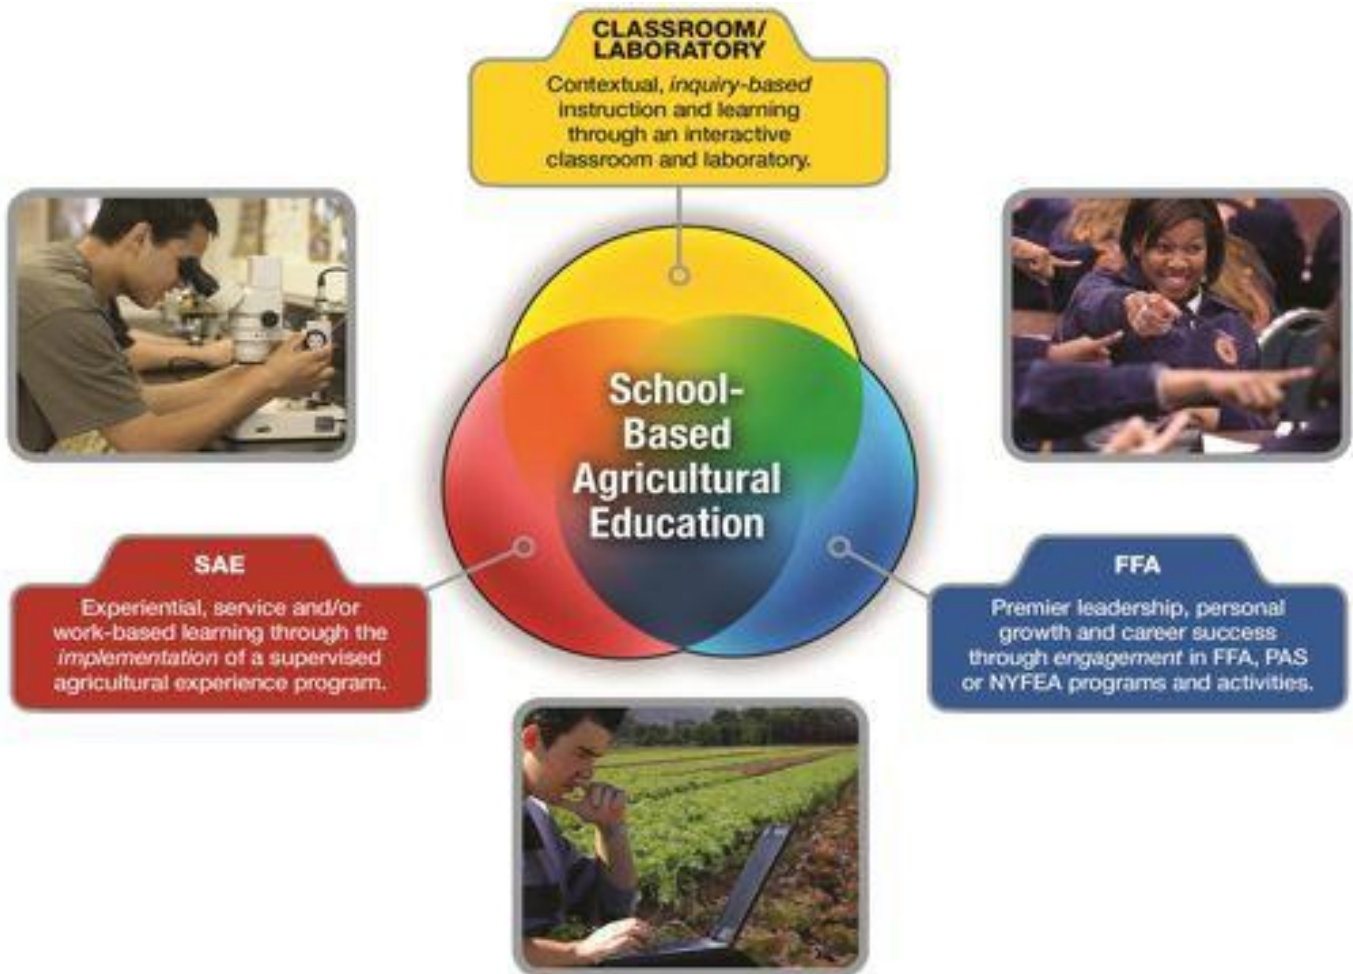 CLASSROOM/
LABORATORY
Contextual, inquiry-based
instruction and learning
through an interactive
classroom and laboratory.
School-
Based
Agricultural
Education
SAE
Experiential, service and/or
work-based learning through the
implementation of a supervised
agricultural experience program.
FFA
Premier leadership, personal
growth and career success
through engagement in FFA, PAS
or NYFEA programs and activities.